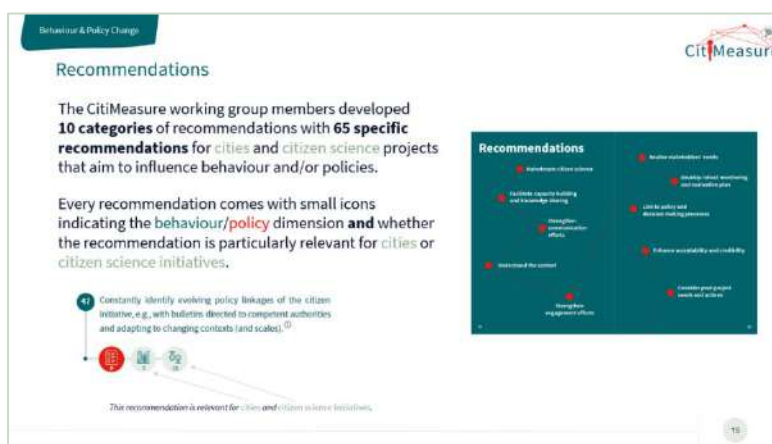 Behaviour & Policy Change
CitiMeasure
Recommendations
The CitiMeasure working group members developed
10 categories of recommendations with 65 specific
recommendations for cities and citizen science projects
that aim to influence behaviour and/or policies.
Every recommendation comes with small icons
indicating the behaviour/policy dimension and whether
the recommendation is particularly relevant for cities or
citizen science initiatives.
41 Constantly identify evolving policy linkages of the citizen
initiative, e.g., with bulletins directed to competent authorities
and adapting to changing contexts (and scales).
This recommendation is relevant for cities and citizen science initiatives.
Recommendations
Mainstream citizen science
Facilitate capacity building
and knowledge sharing
Strengthen
communication
efforts
Understand the context
Strengthen
engagement efforts
Realise stakeholders' needs
Develop robust monitoring
and evaluation plan
Link to policy and
decision making processes
Enhance accountability and credibility
Consider post-project
needs and actions
19